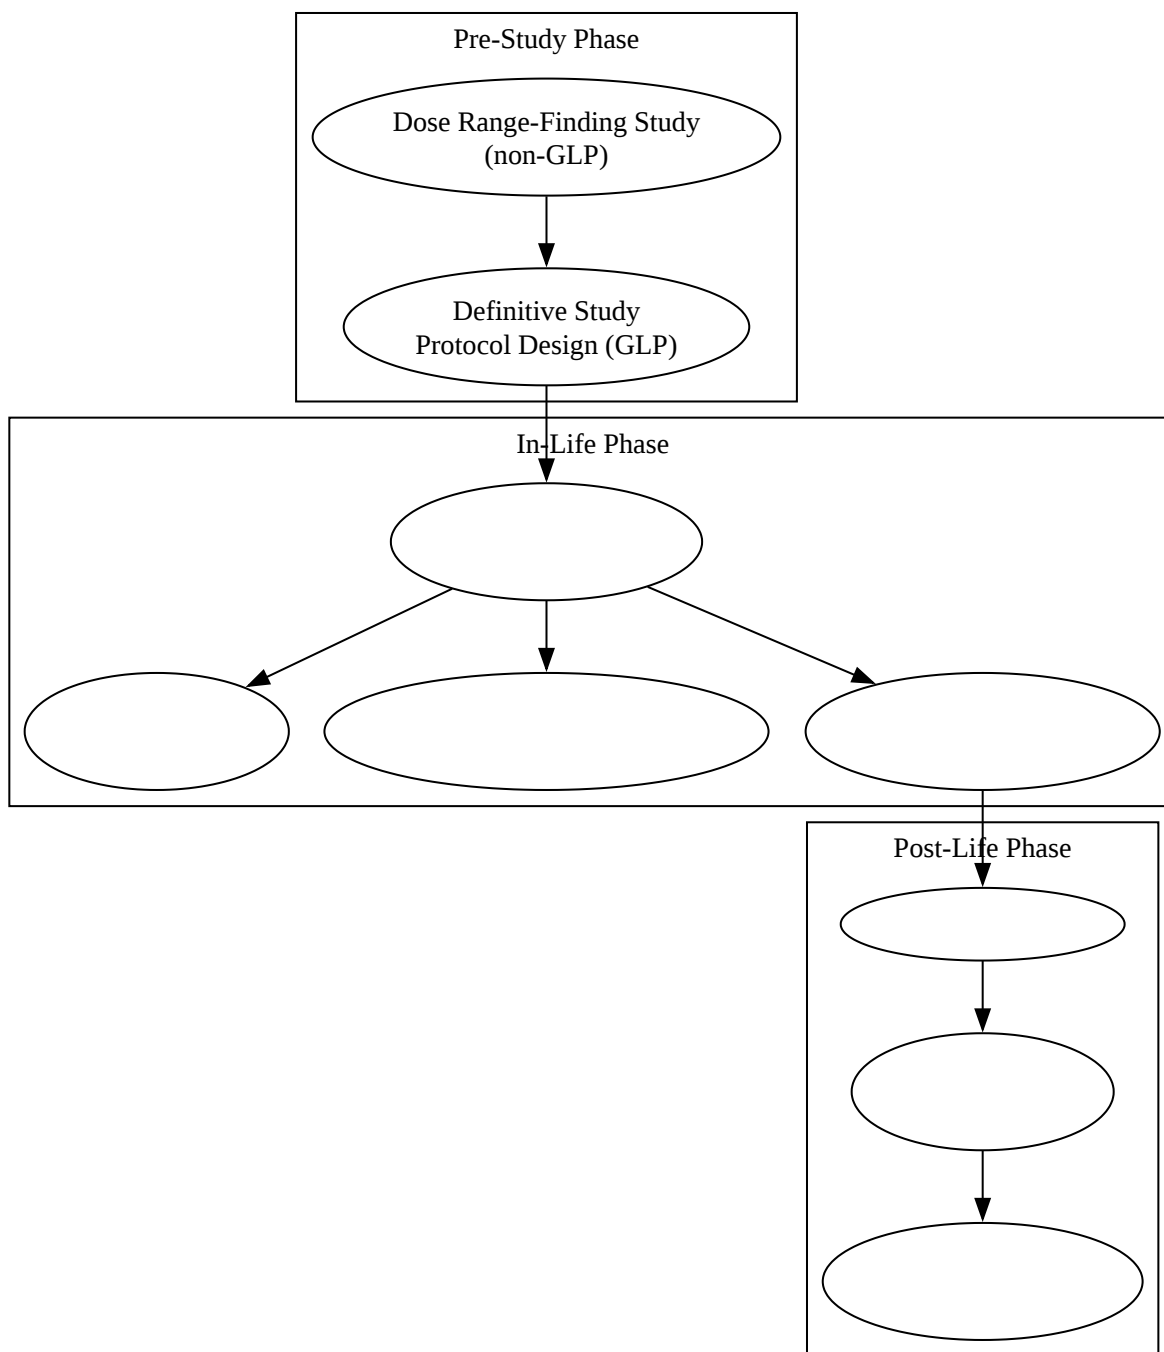 Pre-Study Phase
Dose Range-Finding Study
(non-GLP)
Definitive Study
Protocol Design (GLP)
In-Life Phase
Post-Life Phase